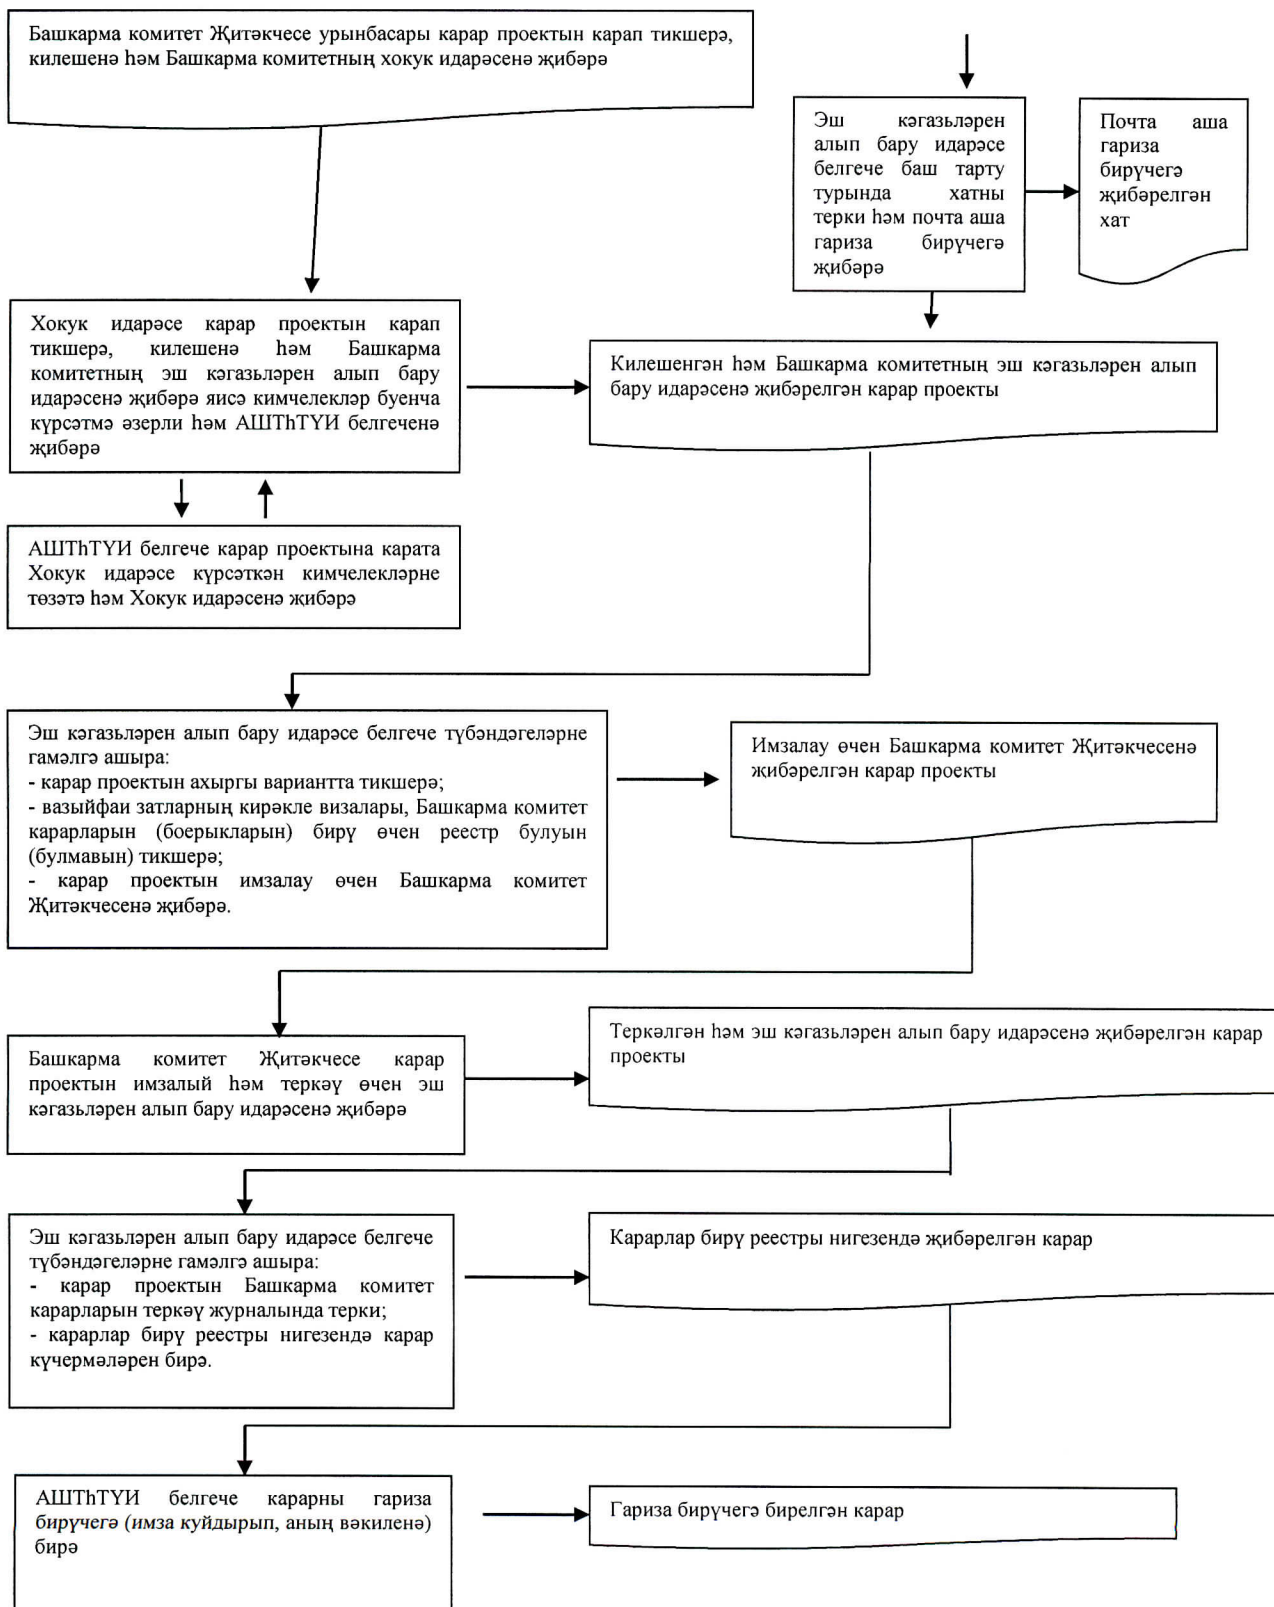 Башкарма комитет Җитәкчесе урынбасары карар проектын карап тикшерә,
килешенә һәм Башкарма комитетның хокук идарәсенә җибәрә
Эш кәгазьләрен
алып бару идарәсе
белгече баш тарту
турында хатны
терки һәм почта аша
гариза бирүчегә
җибәрә
Почта аша
гариза
бирүчегә
җибәрелгән
хат
Хокук идарәсе карар проектын карап
тикшерә, килешенә һәм Башкарма
комитетның эш кәгазьләрен алып бару
идарәсенә җибәрә яисә кимчелекләр буенча
күрсәтмә әзерли һәм АШТһТҮИ белгеченә
җибәрә
Килешенгән һәм Башкарма комитетның эш кәгазьләрен алып
бару идарәсенә җибәрелгән карар проекты
АШТһТҮИ белгече карар проектына карата
Хокук идарәсе күрсәткән кимчелекләрне
төзәтә һәм Хокук идарәсенә җибәрә
Эш кәгазьләрен алып бару идарәсе белгече түбәндәгеләрне
гамәлгә ашыра:
- карар проектын ахыргы вариантта тикшерә;
- вазыйфаи затларның кирәкле визалары, Башкарма комитет
карарларын (боерыкларын) бирү өчен реестр булуын
(булмавын) тикшерә;
- карар проектын имзалау өчен Башкарма комитет
Җитәкчесенә җибәрә.
Имзалау өчен Башкарма комитет Җитәкчесенә
җибәрелгән карар проекты
Башкарма комитет Җитәкчесе карар
проектын имзалый һәм теркәү өчен эш
кәгазьләрен алып бару идарәсенә җибәрә
Теркәлгән һәм эш кәгазьләрен алып бару идарәсенә җибәрелгән карар
проекты
Эш кәгазьләрен алып бару идарәсе белгече
түбәндәгеләрне гамәлгә ашыра:
- карар проектын Башкарма комитет
карарларын теркәү журналында терки;
- карарлар бирү реестры нигезендә карар
күчермәләрен бирә.
Карарлар бирү реестры нигезендә җибәрелгән карар
АШТһТҮИ белгече карарны гариза
бирүчегә (имза куйдырып, аның вәкиленә)
бирә
Гариза бирүчегә бирелгән карар